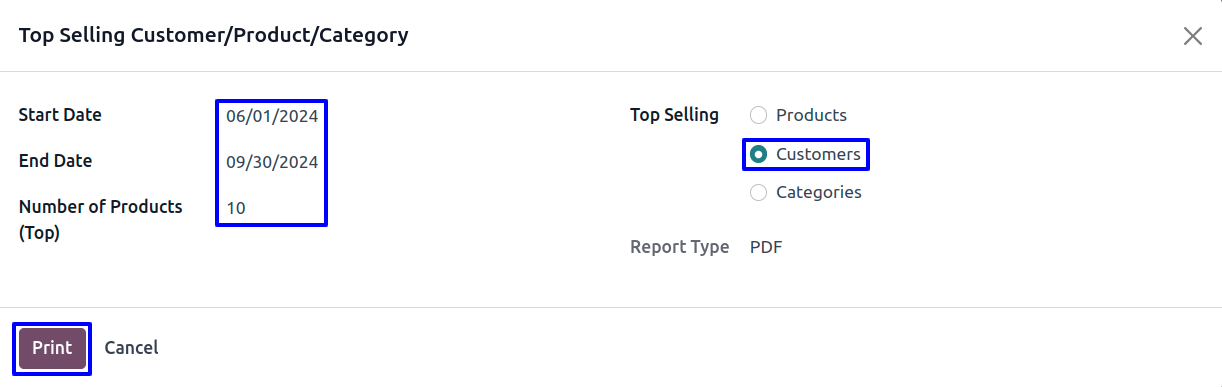 Top Selling Customer/Product/Category
Start Date
06/01/2024
End Date
09/30/2024
Number of Products
(Top)
10
Top Selling
Products
Customers
Categories
Report Type
PDF
Print
Cancel